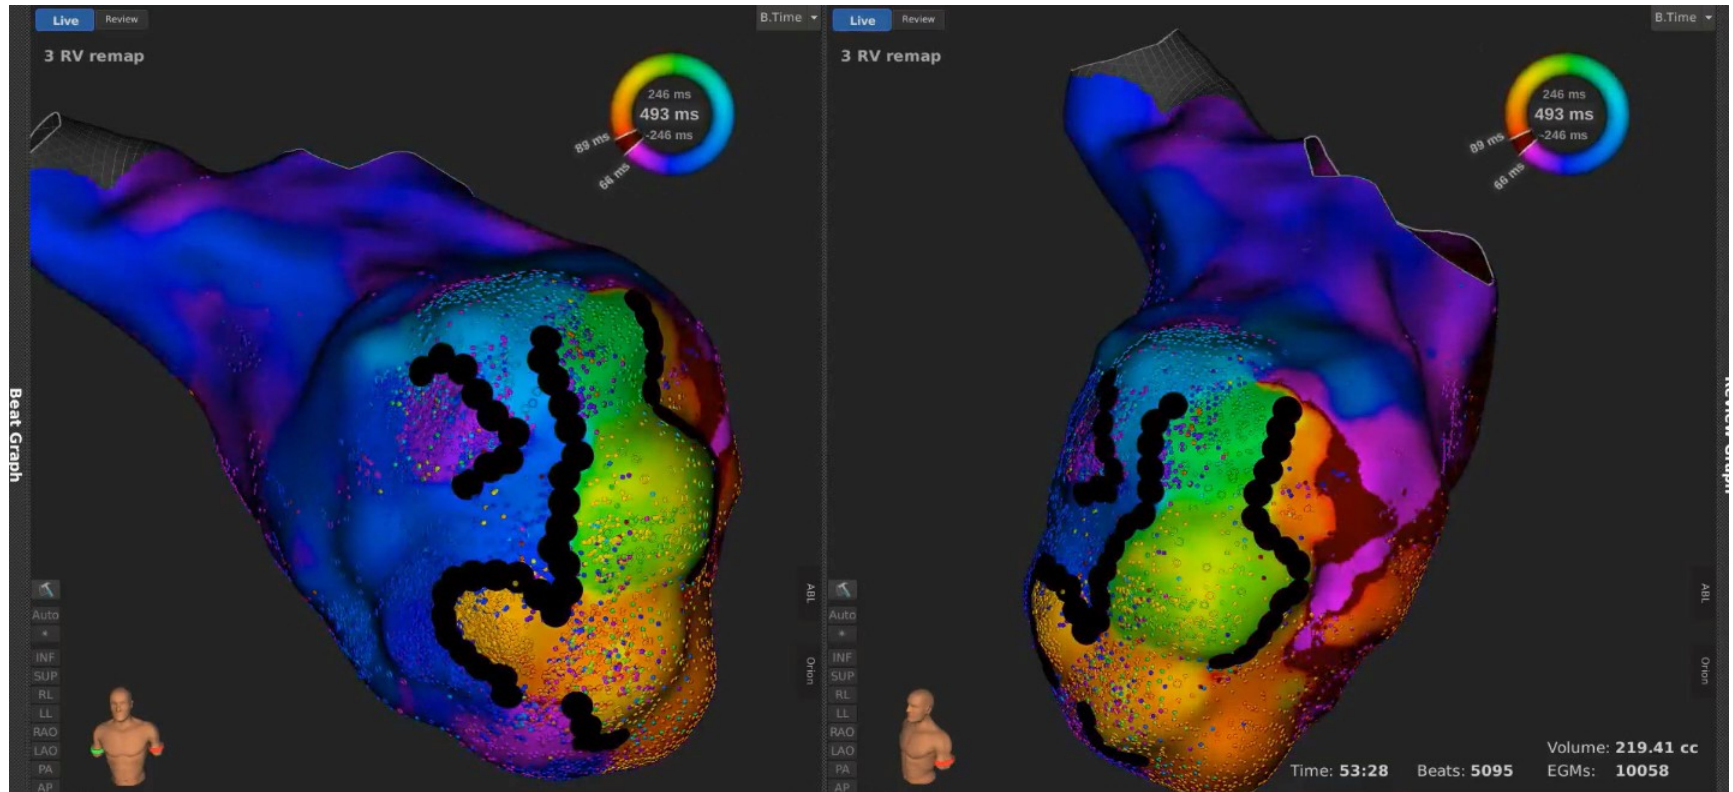 Live Review
B.Time
3 RV remap
246 ms
493 ms
-246 ms
89 ms
66 ms
Beat Graph
Auto
*
INF
SUP
RL
LL
RAO
LAO
PA
AP
ABL
Orion
Live Review
B.Time
3 RV remap
246 ms
493 ms
-246 ms
89 ms
66 ms
Auto
*
INF
SUP
RL
LL
RAO
LAO
PA
AP
ABL
Orion
Volume: 219.41 cc
Time: 53:28 Beats: 5095 EGMs: 10058